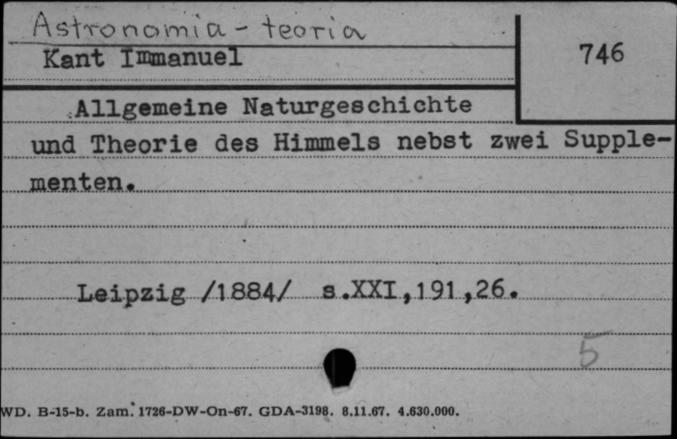 Astronomia - teoria
Kant Immanuel
746
Allgemeine Naturgeschichte
und Theorie des Himmels nebst zwei Supple-
menten.
Leipzig /1884/ s.XXI,191,26.
5
WD. B-15-b. Zam. 1726-DW-On-67. GDA-3198. 8.11.67. 4.630.000.